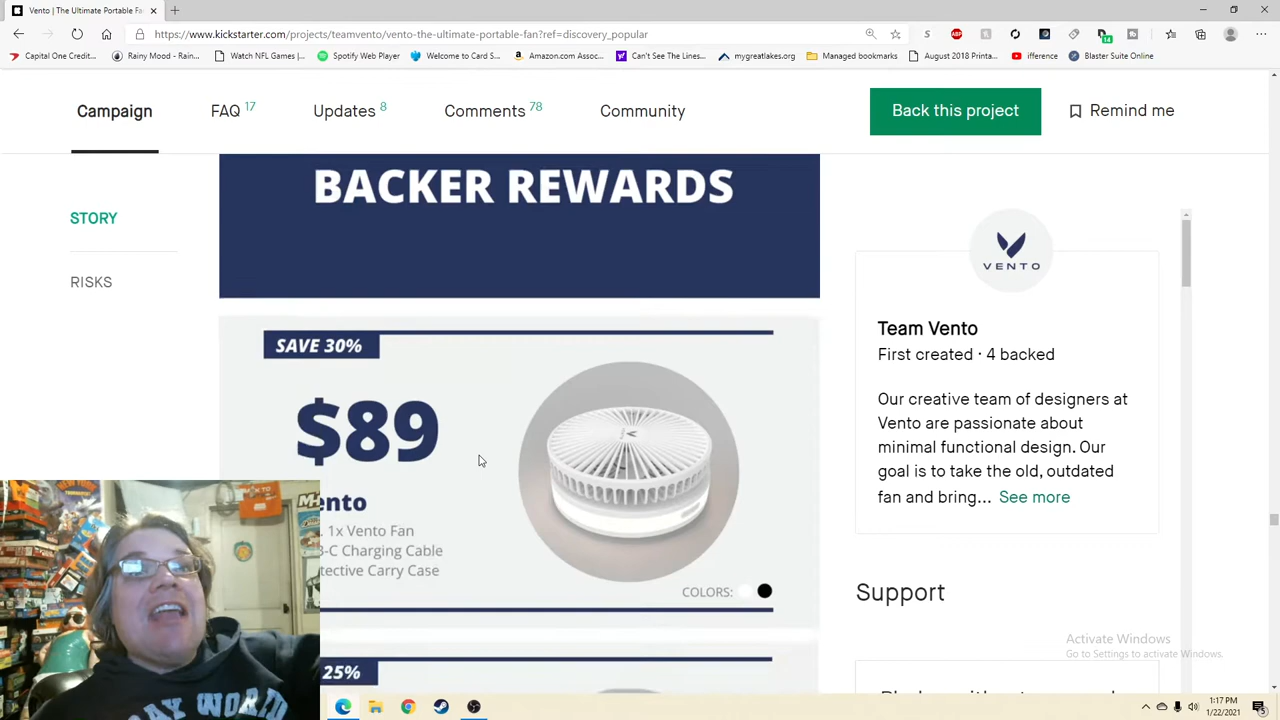 Vento | The Ultimate Portable Fa
https://www.kickstarter.com/projects/teamvento/vento-the-ultimate-portable-fan?ref=discovery_popular
Capital One Credit...
Rainy Mood - Rain...
Watch NFL Games |...
Spotify Web Player
Welcome to Card S...
Amazon.com Assoc...
Can't See The Lines...
mygreatlakes.org
Managed bookmarks
August 2018 Printa...
ifference
Blaster Suite Online
Campaign
FAQ 17
Updates 8
Comments 78
Community
Back this project
Remind me
STORY
RISKS
BACKER REWARDS
SAVE 30%
$89
ento
1x Vento Fan
-C Charging Cable
tective Carry Case
COLORS:
25%
VENTO
Team Vento
First created · 4 backed
Our creative team of designers at
Vento are passionate about
minimal functional design. Our
goal is to take the old, outdated
fan and bring... See more
Support
Activate Windows
Go to Settings to activate Windows.
1:17 PM
1/22/2021